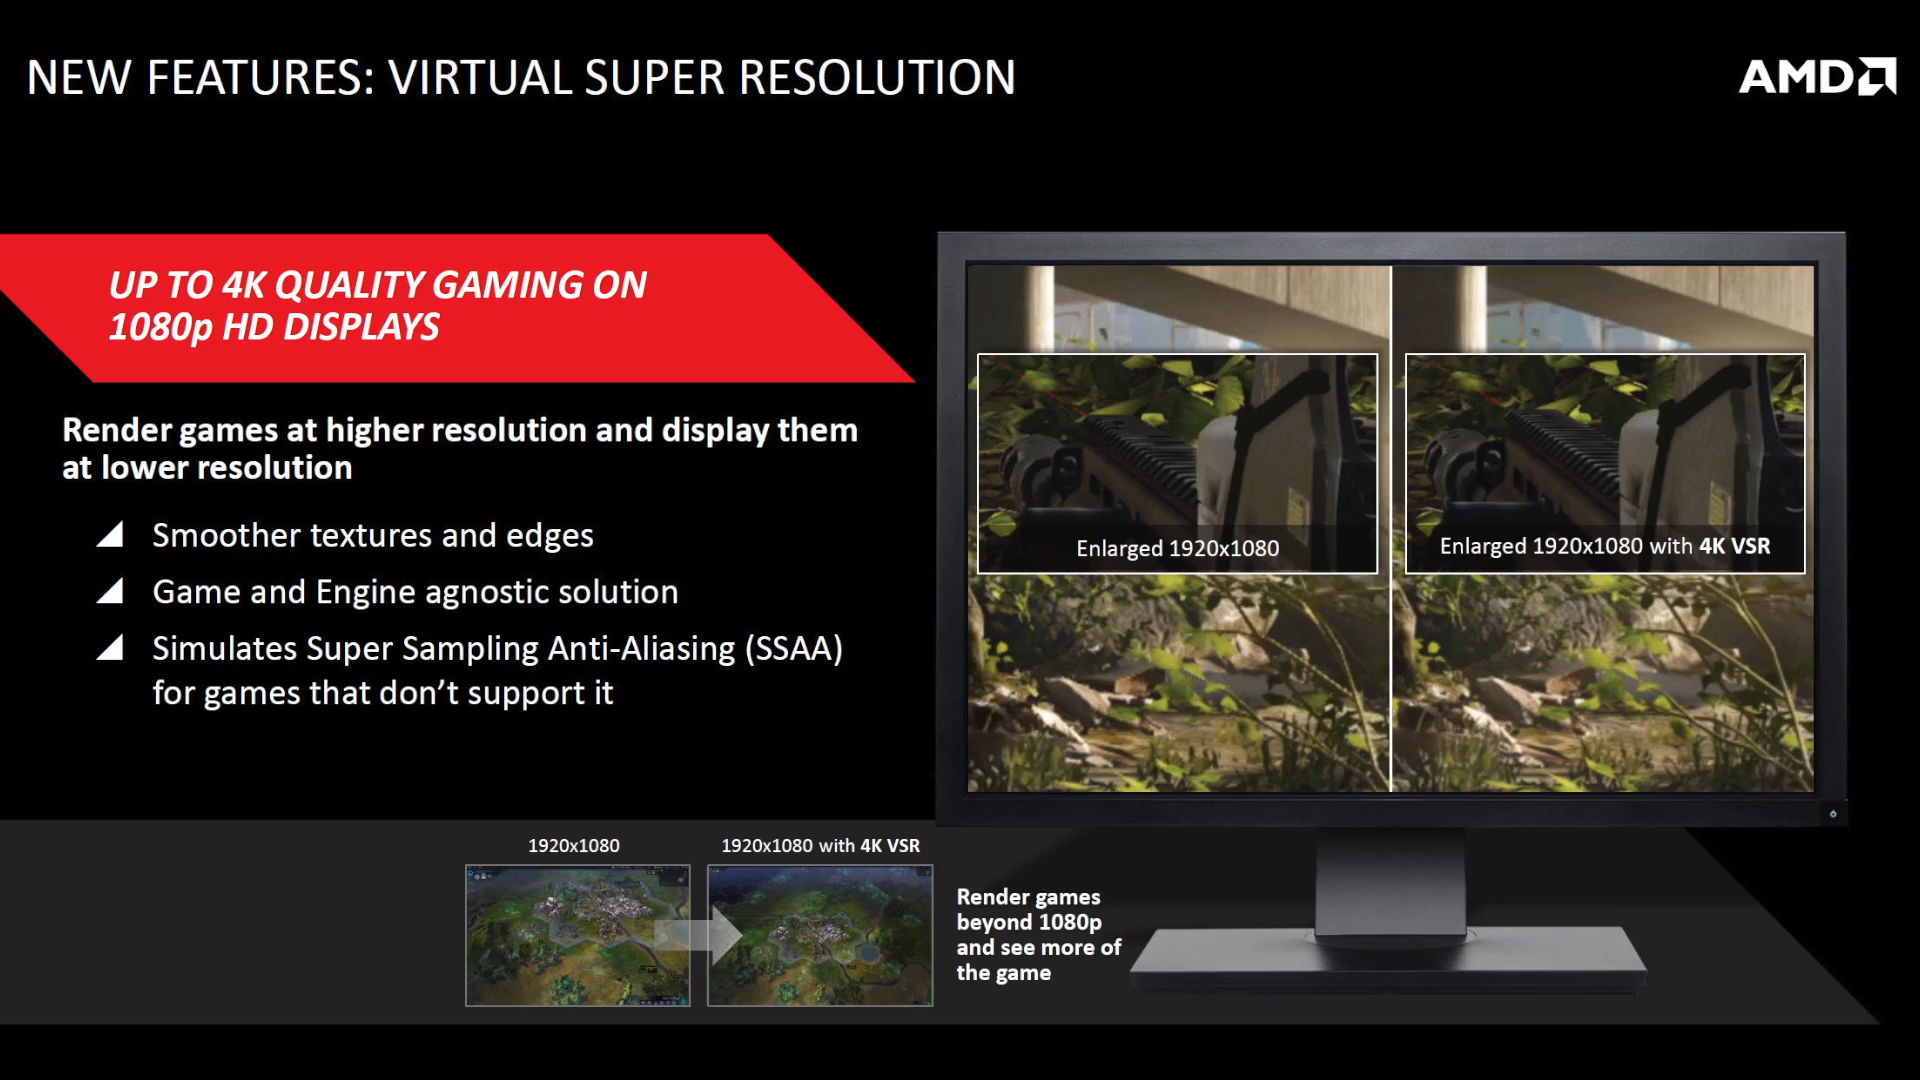 NEW FEATURES: VIRTUAL SUPER RESOLUTION
AMD
UP TO 4K QUALITY GAMING ON
1080p HD DISPLAYS
Render games at higher resolution and display them
at lower resolution
Smoother textures and edges
Game and Engine agnostic solution
Simulates Super Sampling Anti-Aliasing (SSAA)
for games that don’t support it
Enlarged 1920x1080
Enlarged 1920x1080 with 4K VSR
1920x1080
1920x1080 with 4K VSR
Render games
beyond 1080p
and see more of
the game